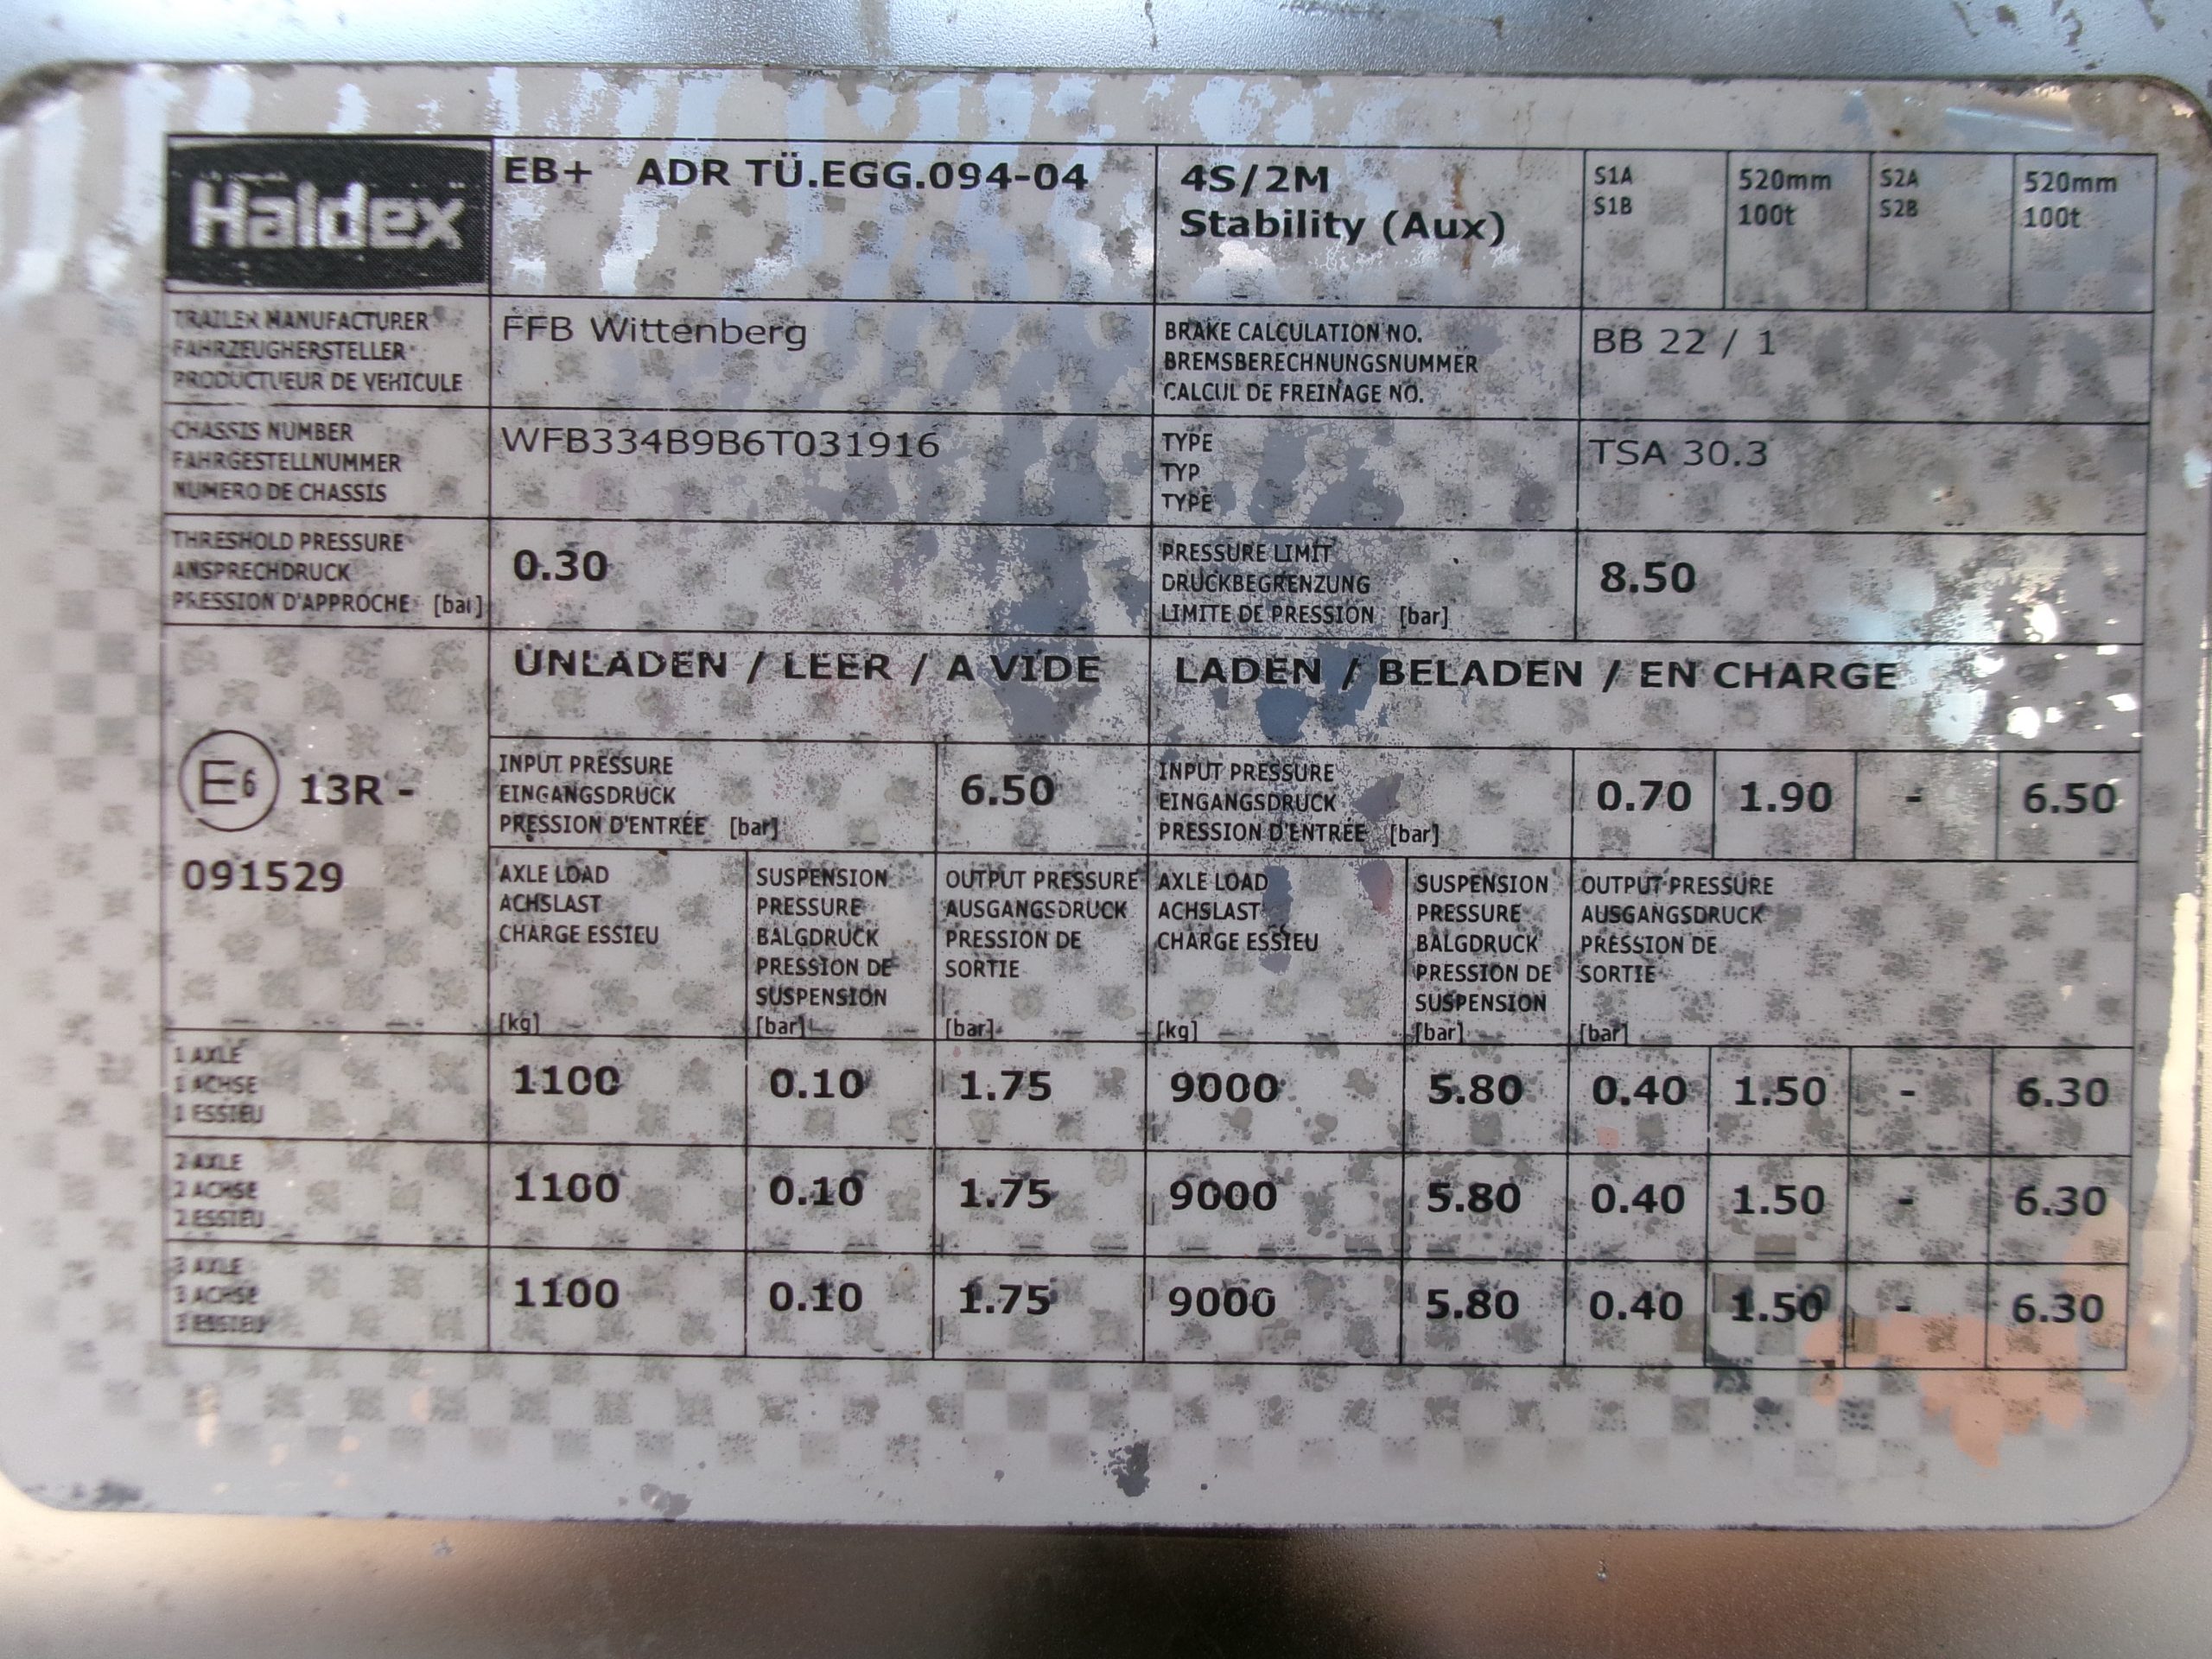 Haldex
EB+ ADR TÜ.EGG.094-04
4S/2M
Stability (Aux)
S1A
S1B
520mm
100t
S2A
S2B
520mm
100t
TRAILER MANUFACTURER
FAHRZEUGHERSTELLER
PRODUCTUEUR DE VEHICULE
FFB Wittenberg
BRAKE CALCULATION NO.
BREMSBERECHNUNGSNUMMER
CALCUL DE FREINAGE NO.
BB 22 / 1
CHASSIS NUMBER
FAHRGESTELLNUMMER
NUMERO DE CHASSIS
WFB334B9B6T031916
TYPE
TYP
TYPE
TSA 30.3
THRESHOLD PRESSURE
ANSPRECHDRUCK
PRESSION D'APPROCHE [bar]
0.30
PRESSURE LIMIT
DRUCKBEGRENZUNG
LIMITE DE PRESSION [bar]
8.50
UNLADEN / LEER / A VIDE
LADEN / BELADEN / EN CHARGE
E6 13R -
091529
INPUT PRESSURE
EINGANGSDRUCK
PRESSION D'ENTRÉE [bar]
6.50
INPUT PRESSURE
EINGANGSDRUCK
PRESSION D'ENTRÉE [bar]
0.70 1.90 - 6.50
AXLE LOAD
ACHSLAST
CHARGE ESSIEU
[kg]
SUSPENSION
PRESSURE
BALGDRUCK
PRESSION DE
SUSPENSION
[bar]
OUTPUT PRESSURE
AUSGANGSDRUCK
PRESSION DE
SORTIE
[bar]
AXLE LOAD
ACHSLAST
CHARGE ESSIEU
[kg]
SUSPENSION
PRESSURE
BALGDRUCK
PRESSION DE
SUSPENSION
[bar]
OUTPUT PRESSURE
AUSGANGSDRUCK
PRESSION DE
SORTIE
[bar]
1 AXLE
1 ACHSE
1 ESSIEU
1100 0.10 1.75 9000 5.80 0.40 1.50 - 6.30
2 AXLE
2 ACHSE
2 ESSIEU
1100 0.10 1.75 9000 5.80 0.40 1.50 - 6.30
3 AXLE
3 ACHSE
3 ESSIEU
1100 0.10 1.75 9000 5.80 0.40 1.50 - 6.30